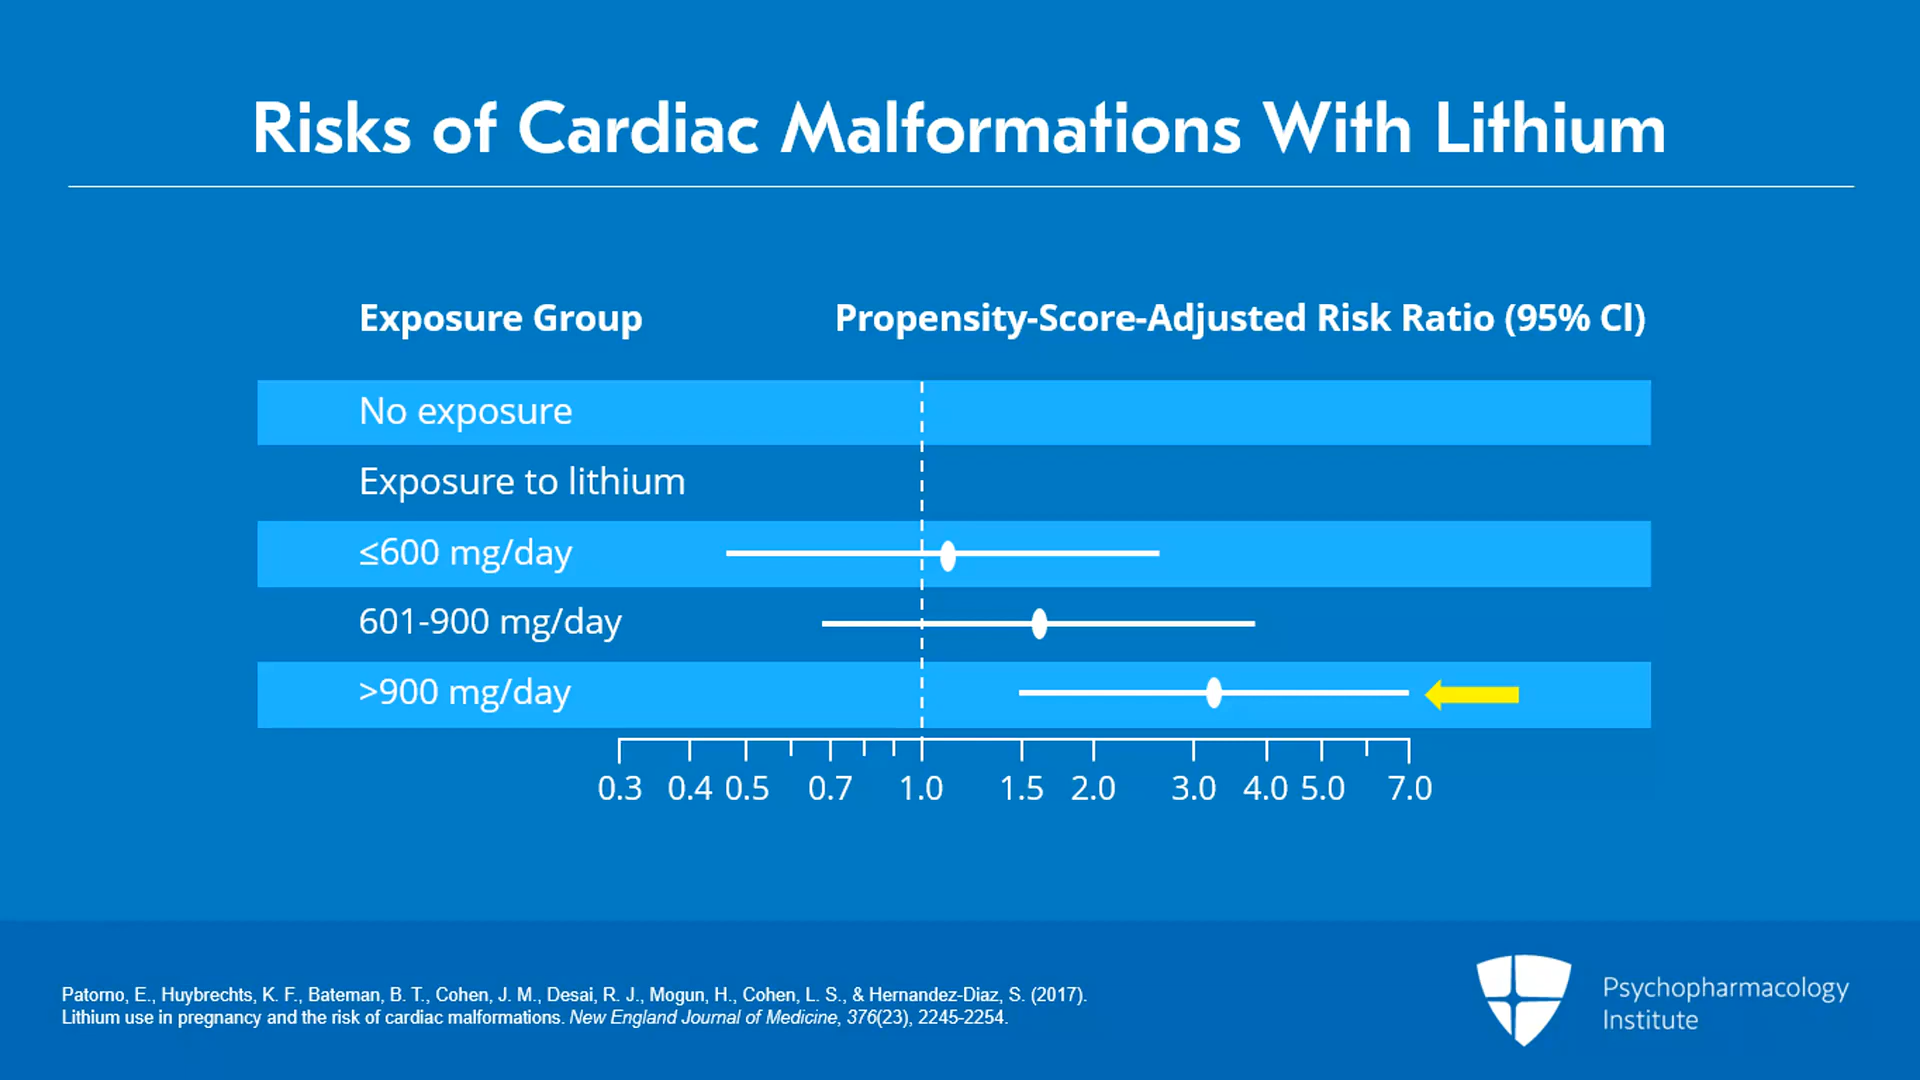 Risks of Cardiac Malformations With Lithium
Exposure Group
Propensity-Score-Adjusted Risk Ratio (95% Cl)
No exposure
Exposure to lithium
≤600 mg/day
601-900 mg/day
>900 mg/day
0.3 0.4 0.5 0.7 1.0 1.5 2.0 3.0 4.0 5.0 7.0
Patorno, E., Huybrechts, K. F., Bateman, B. T., Cohen, J. M., Desai, R. J., Mogun, H., Cohen, L. S., & Hernandez-Diaz, S. (2017).
Lithium use in pregnancy and the risk of cardiac malformations. New England Journal of Medicine, 376(23), 2245-2254.
Psychopharmacology
Institute